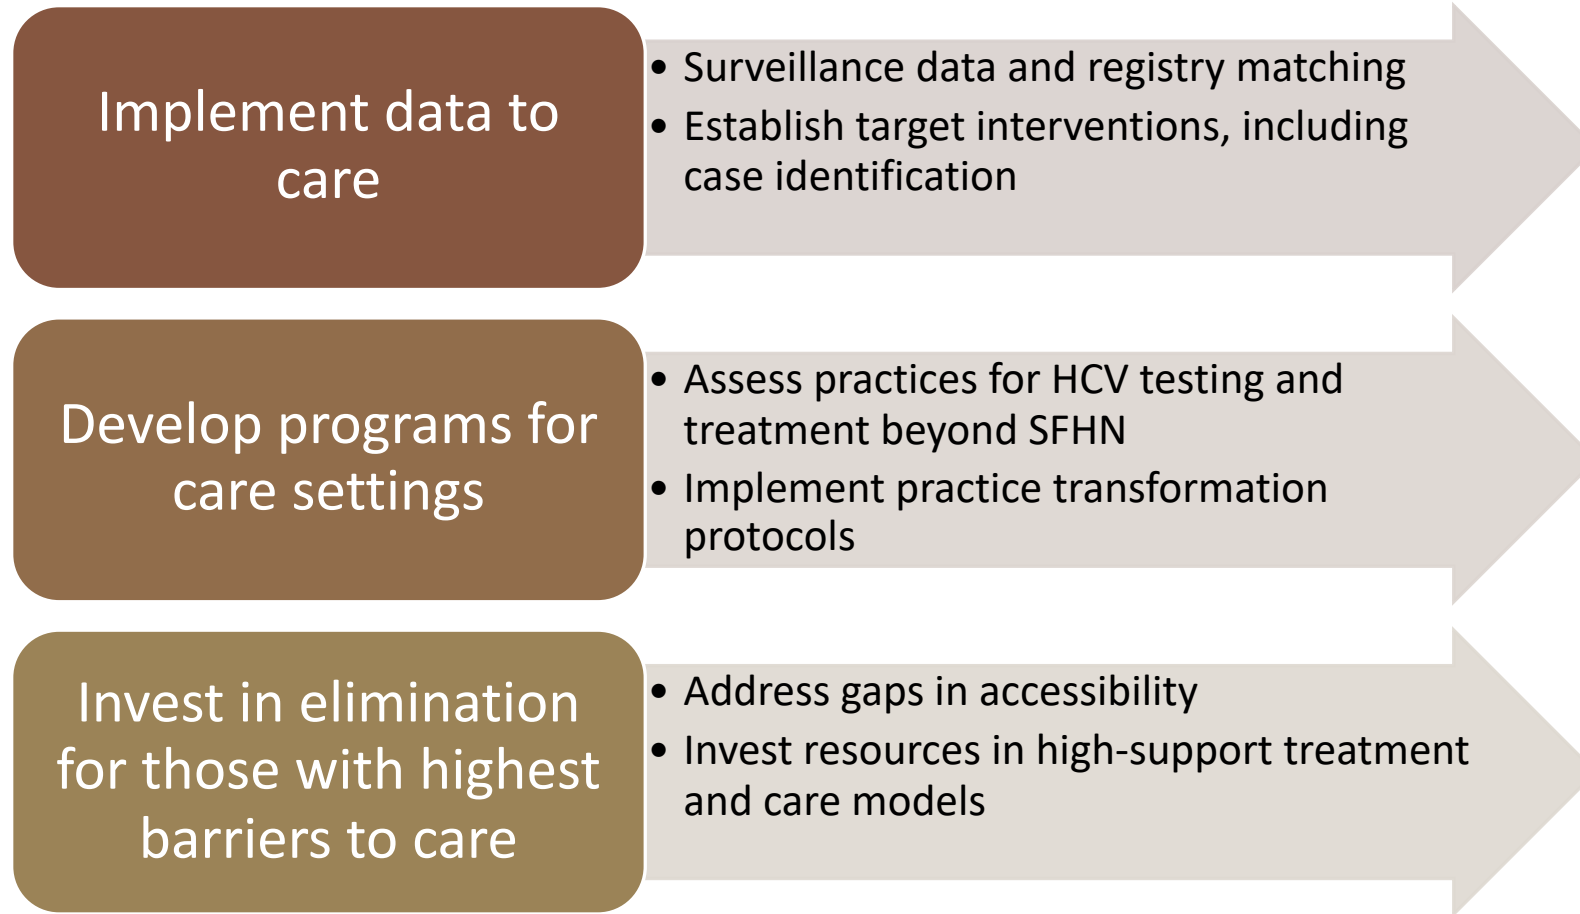 Implement data to
care
• Surveillance data and registry matching
• Establish target interventions, including
case identification
Develop programs for
care settings
• Assess practices for HCV testing and
treatment beyond SFHN
• Implement practice transformation
protocols
Invest in elimination
for those with highest
barriers to care
• Address gaps in accessibility
• Invest resources in high-support treatment
and care models